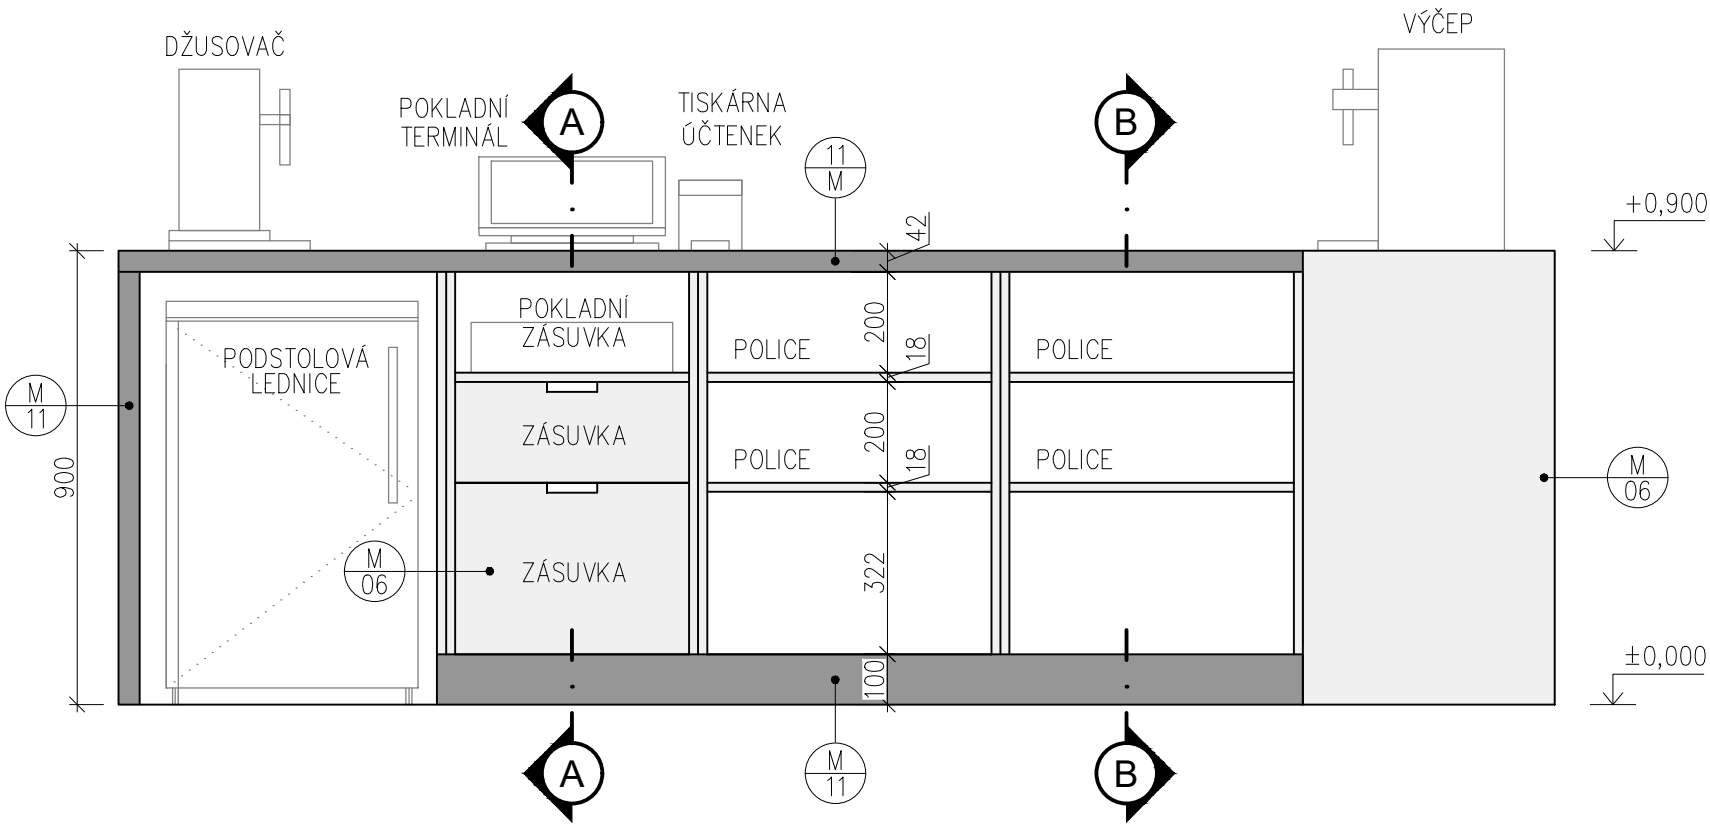 VÝČEP
DŽUSOVAČ
POKLADNÍ
TERMINÁL
A
TISKÁRNA
ÚČTENEK
B
11
M
+0,900
42
POKLADNÍ
ZÁSUVKA
200
POLICE
18
POLICE
PODSTOLOVÁ
LEDNICE
M
11
ZÁSUVKA
200
900
POLICE
18
POLICE
M
06
M
06
ZÁSUVKA
322
100
±0,000
A
M
11
B